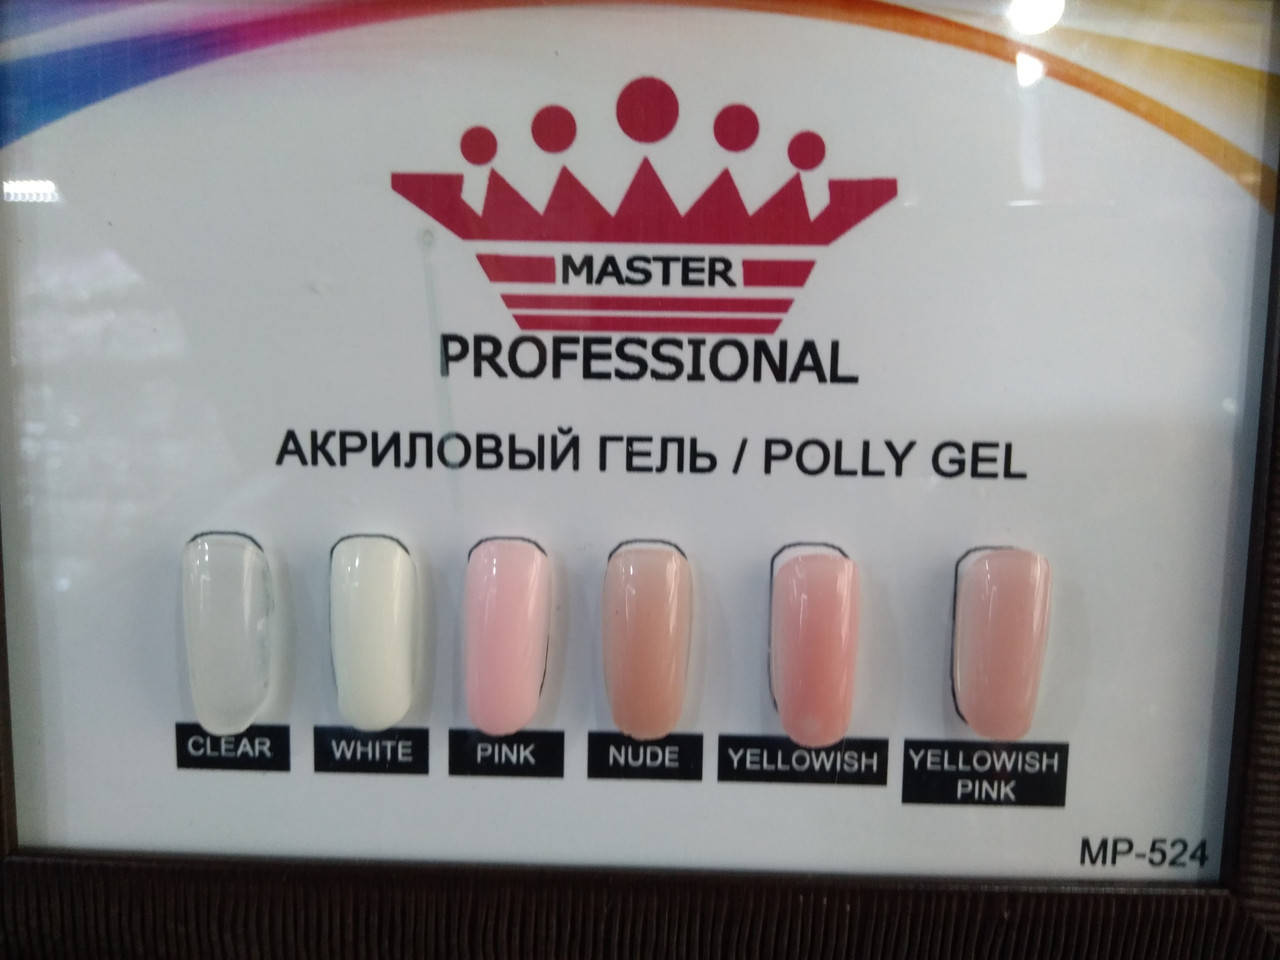 MASTER
PROFESSIONAL
АКРИЛОВЫЙ ГЕЛЬ / POLLY GEL
CLEAR
WHITE
PINK
NUDE
YELLOWISH
YELLOWISH
PINK
MP-524